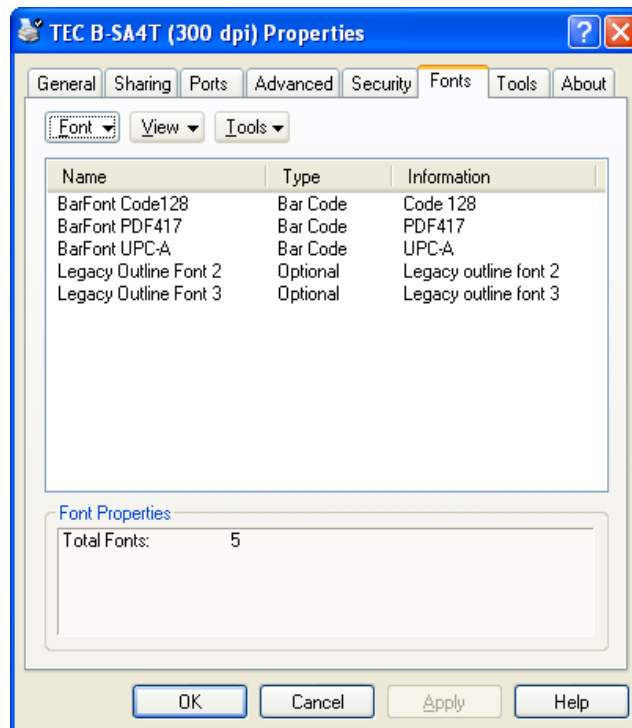 TEC B-SA4T (300 dpi) Properties ? X
General Sharing Ports Advanced Security Fonts Tools About
Font View Tools
Name Type Information
BarFont Code128 Bar Code Code 128
BarFont PDF417 Bar Code PDF417
BarFont UPC-A Bar Code UPC-A
Legacy Outline Font 2 Optional Legacy outline font 2
Legacy Outline Font 3 Optional Legacy outline font 3
Font Properties
Total Fonts: 5
OK Cancel Apply Help